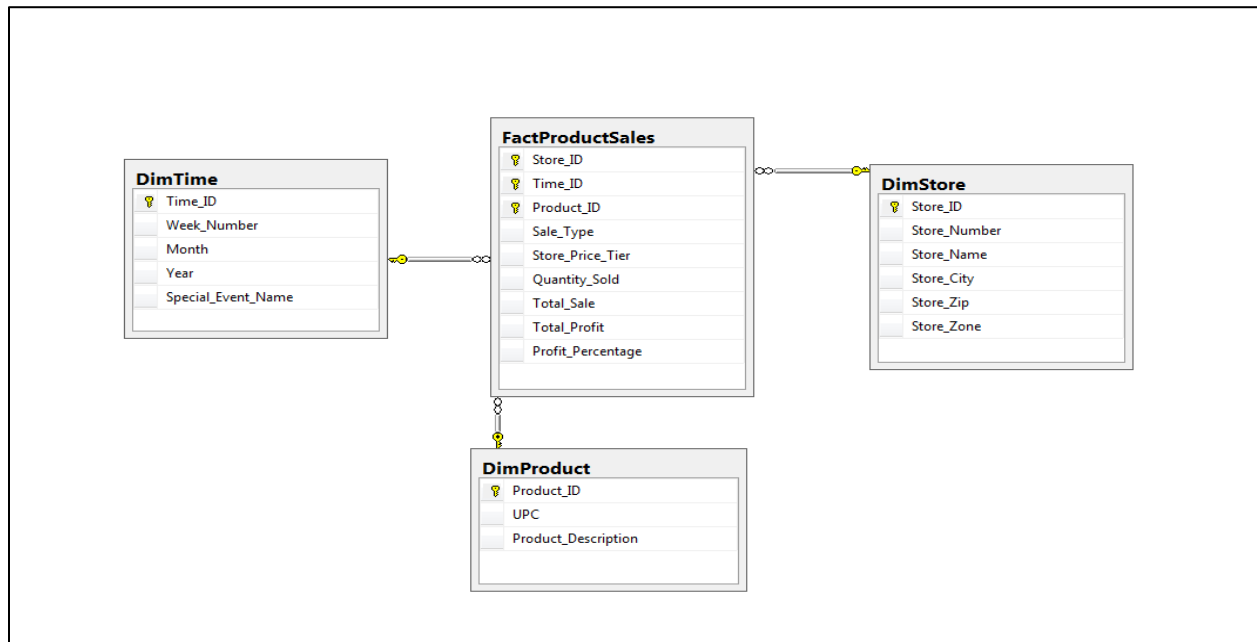 DimTime
Time_ID
Week_Number
Month
Year
Special_Event_Name
FactProductSales
Store_ID
Time_ID
Product_ID
Sale_Type
Store_Price_Tier
Quantity_Sold
Total_Sale
Total_Profit
Profit_Percentage
DimStore
Store_ID
Store_Number
Store_Name
Store_City
Store_Zip
Store_Zone
DimProduct
Product_ID
UPC
Product_Description